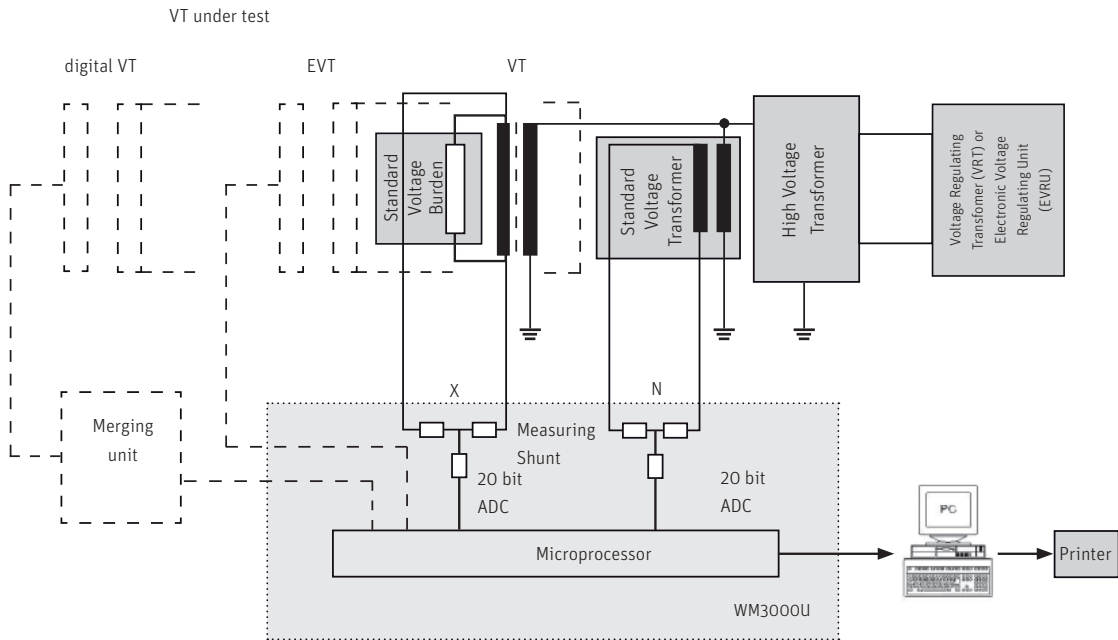 VT under test
digital VT
EVT
VT
Standard
Voltage
Burden
Standard
Voltage
Transformer
High Voltage
Transformer
Voltage Regulating
Transfomer (VRT) or
Electronic Voltage
Regulating Unit
(EVRU)
X
N
Merging
unit
Measuring
Shunt
20 bit
ADC
20 bit
ADC
PC
Microprocessor
Printer
WM3000U